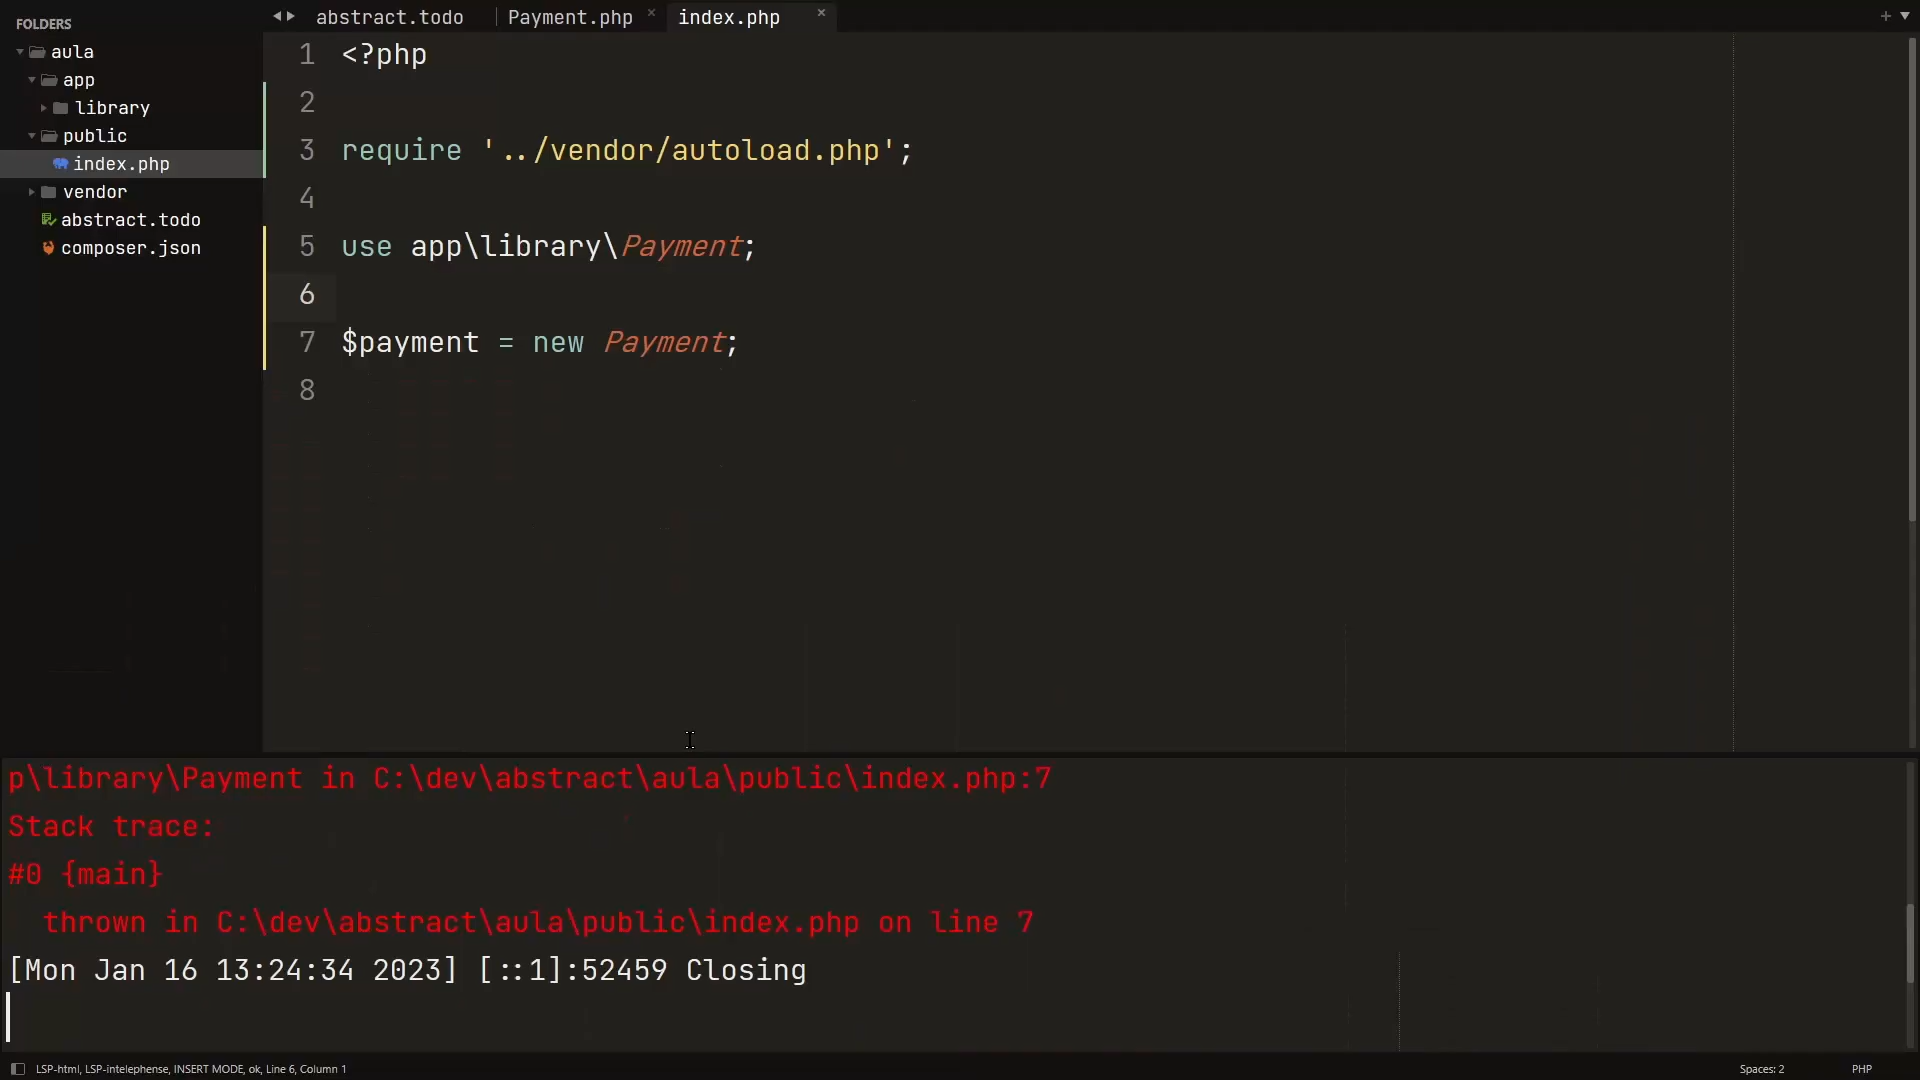 FOLDERS
aula
app
library
public
index.php
vendor
abstract.todo
composer.json
abstract.todo Payment.php × index.php × +
1 <?php
2
3 require '../vendor/autoload.php';
4
5 use app\library\Payment;
6
7 $payment = new Payment;
8
p\library\Payment in C:\dev\abstract\aula\public\index.php:7
Stack trace:
#0 {main}
thrown in C:\dev\abstract\aula\public\index.php on line 7
[Mon Jan 16 13:24:34 2023] [::1]:52459 Closing
LSP-html, LSP-intelephense, INSERT MODE, ok, Line 6, Column 1 Spaces: 2 PHP